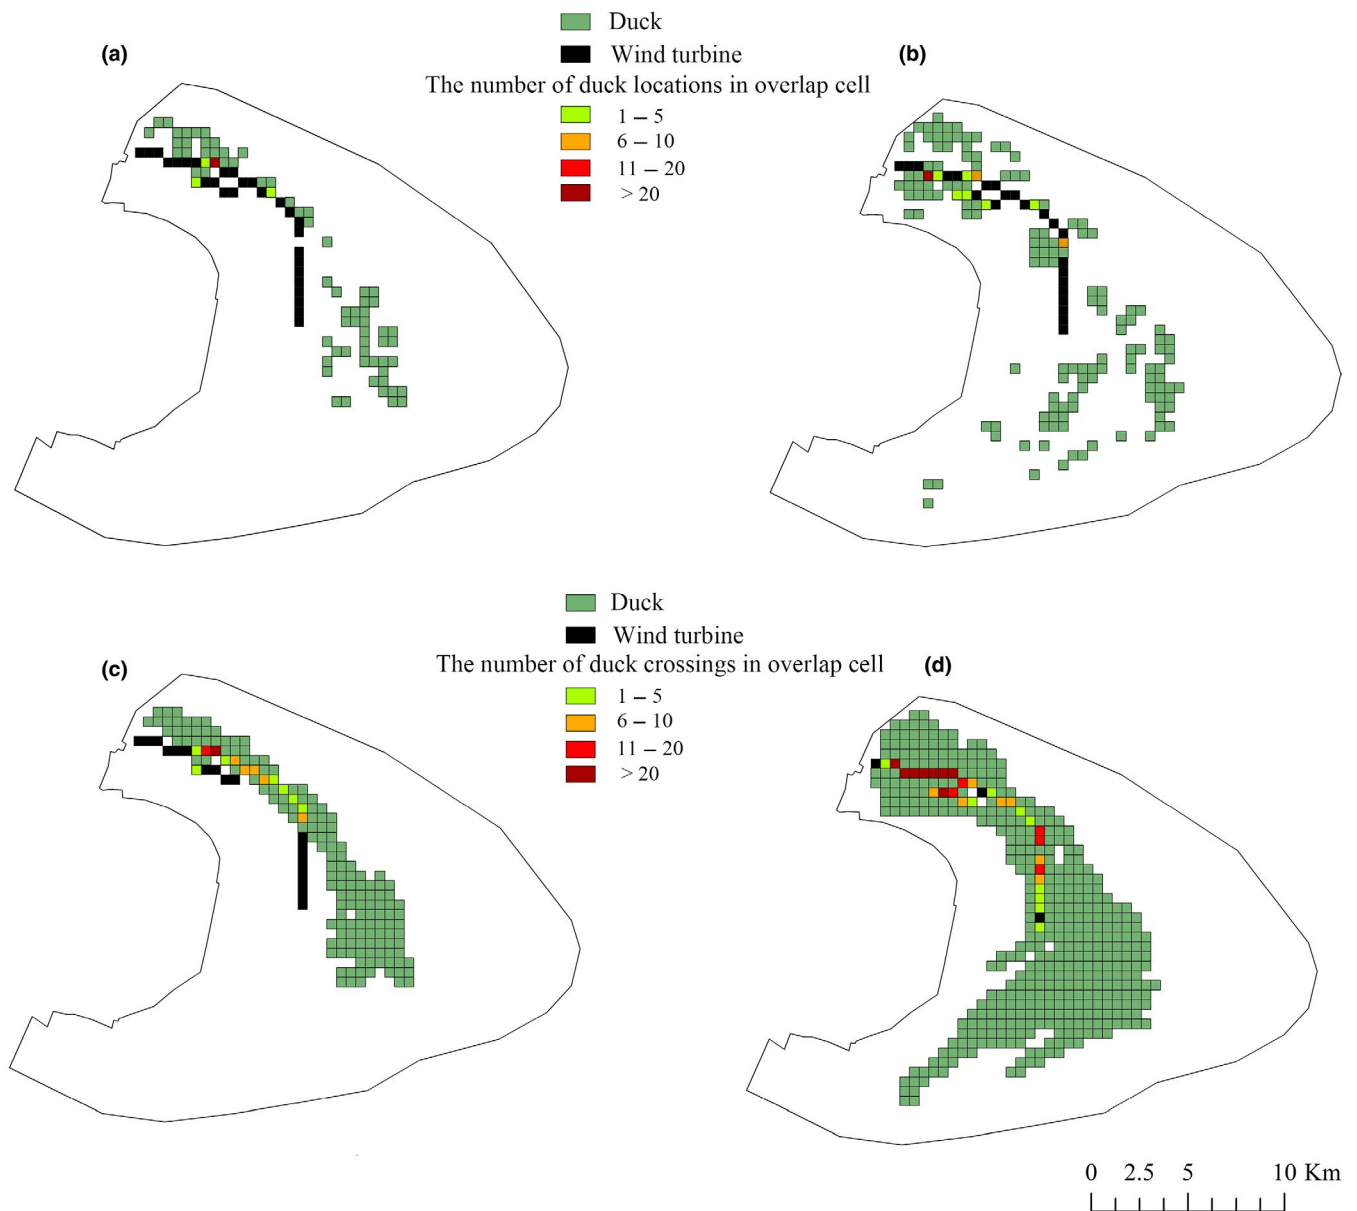 (a)
Duck
Wind turbine
The number of duck locations in overlap cell
1 – 5
6 – 10
11 – 20
> 20
(b)
(c)
Duck
Wind turbine
The number of duck crossings in overlap cell
1 – 5
6 – 10
11 – 20
> 20
(d)
0 2.5 5 10 Km